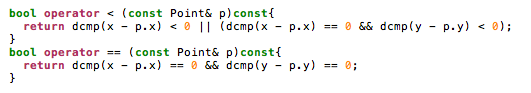 bool operator < (const Point& p)const{
  return dcmp(x - p.x) < 0 || (dcmp(x - p.x) == 0 && dcmp(y - p.y) < 0);
}
bool operator == (const Point& p)const{
  return dcmp(x - p.x) == 0 && dcmp(y - p.y) == 0;
}